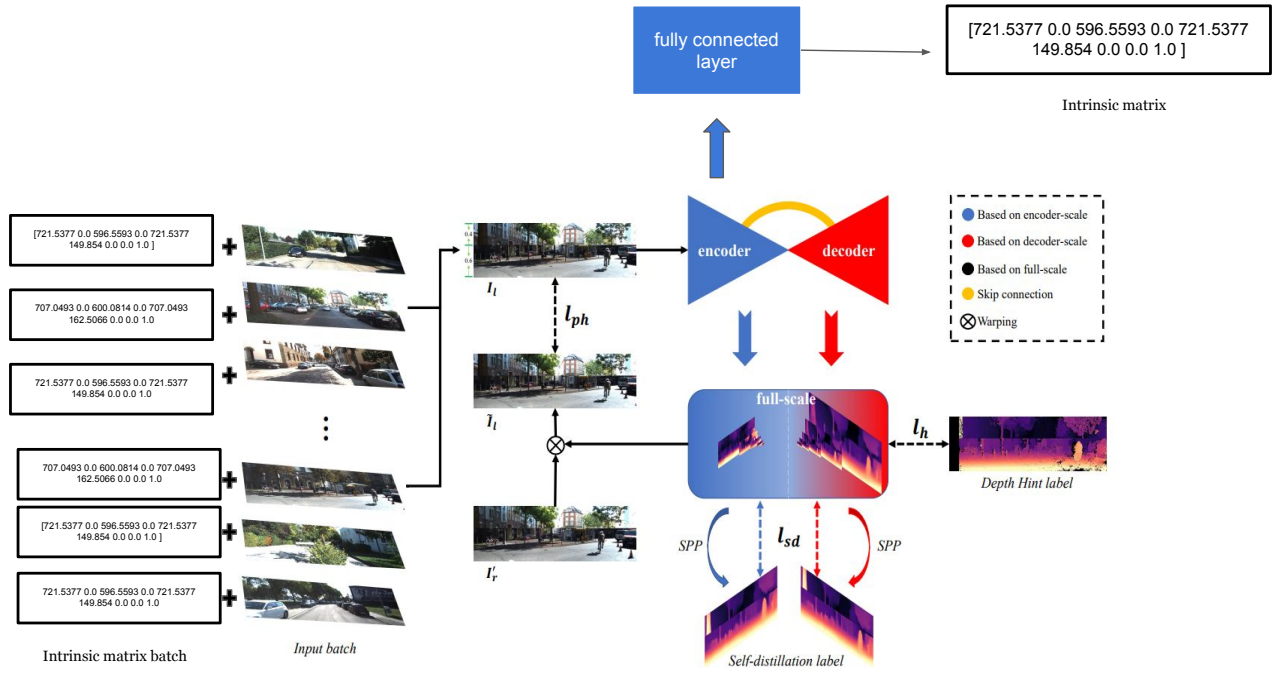 fully connected
layer
[721.5377 0.0 596.5593 0.0 721.5377
149.854 0.0 0.0 1.0 ]
Intrinsic matrix
[721.5377 0.0 596.5593 0.0 721.5377
149.854 0.0 0.0 1.0 ]
707.0493 0.0 600.0814 0.0 707.0493
162.5066 0.0 0.0 1.0
721.5377 0.0 596.5593 0.0 721.5377
149.854 0.0 0.0 1.0
707.0493 0.0 600.0814 0.0 707.0493
162.5066 0.0 0.0 1.0
[721.5377 0.0 596.5593 0.0 721.5377
149.854 0.0 0.0 1.0 ]
721.5377 0.0 596.5593 0.0 721.5377
149.854 0.0 0.0 1.0
Intrinsic matrix batch
Input batch
0.4
0.6
I_l
l_ph
Ĩ_l
I'_r
encoder
decoder
full-scale
l_h
Depth Hint label
SPP
l_sd
SPP
Self-distillation label
Based on encoder-scale
Based on decoder-scale
Based on full-scale
Skip connection
Warping